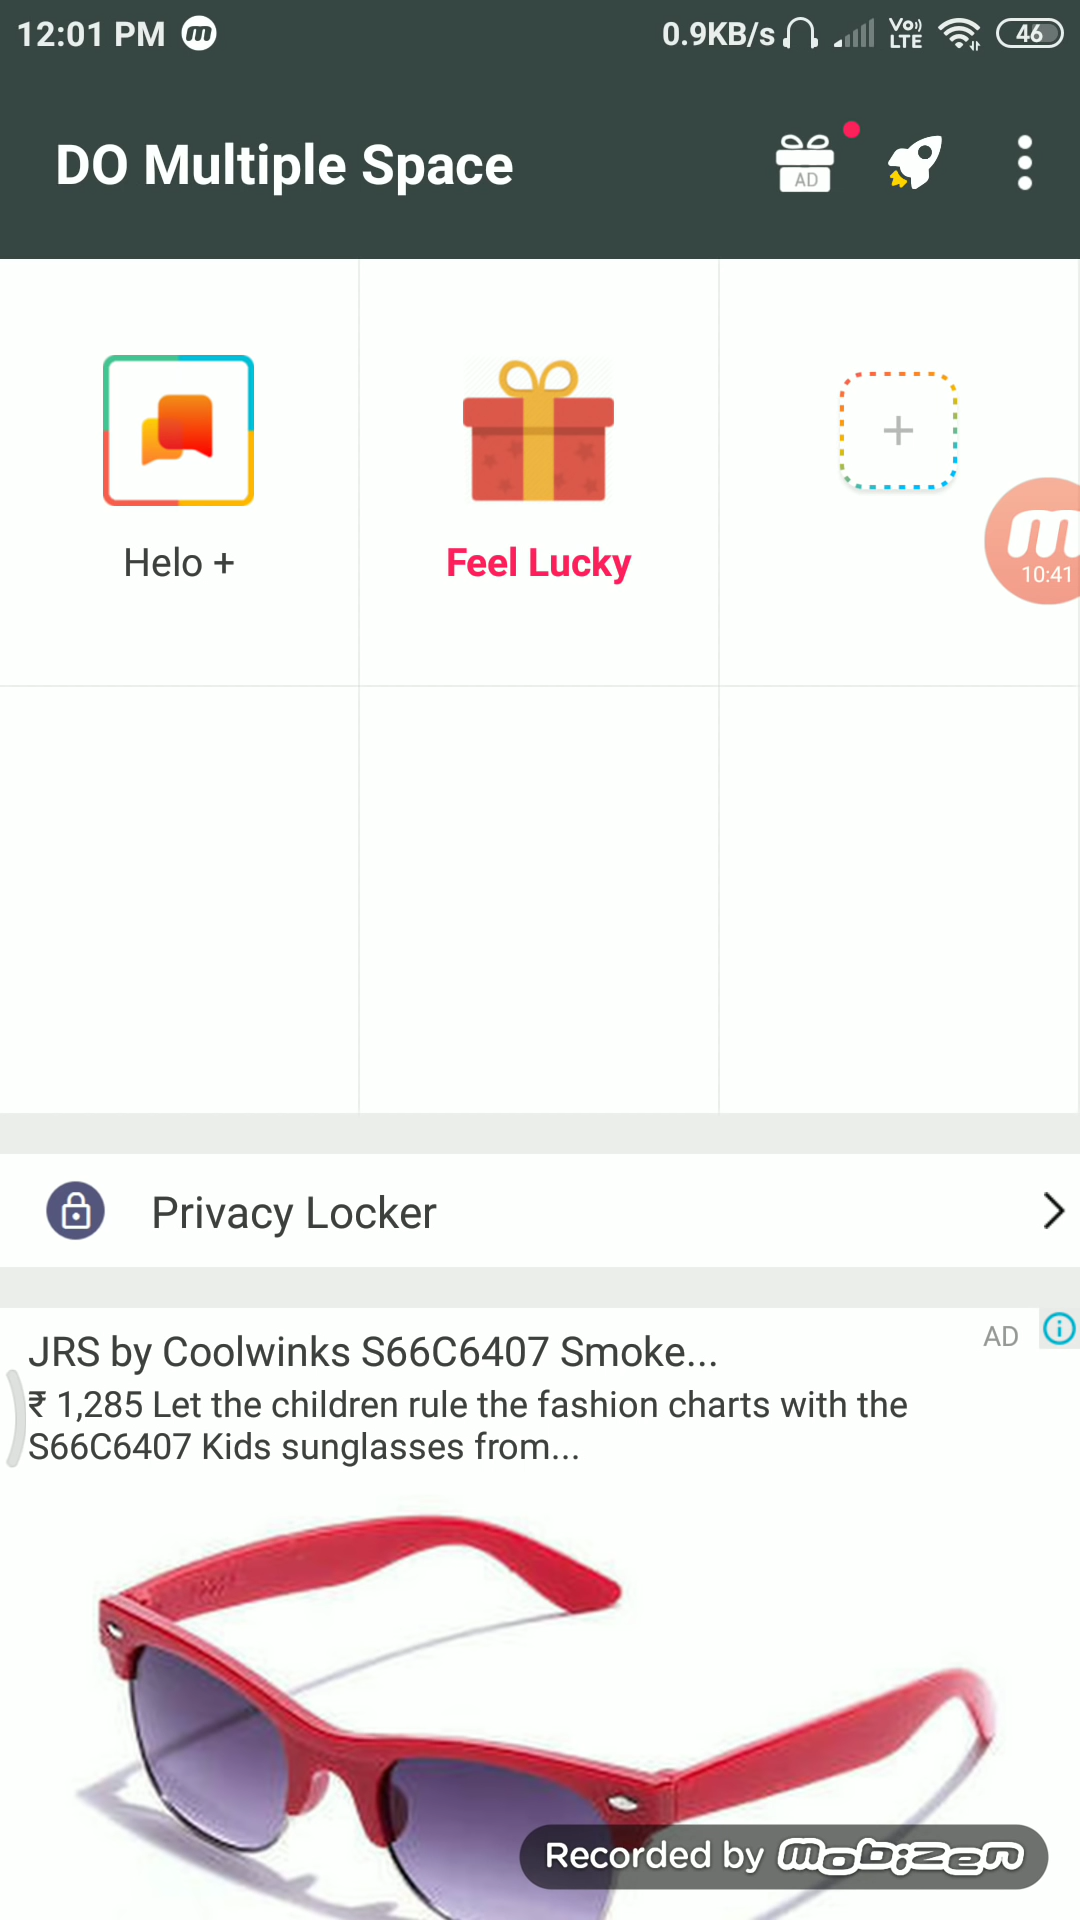 12:01 PM
0.9KB/s
Vo))
LTE
46
DO Multiple Space
AD
Helo +
Feel Lucky
+
m
10:41
Privacy Locker
JRS by Coolwinks S66C6407 Smoke...
AD
₹ 1,285 Let the children rule the fashion charts with the
S66C6407 Kids sunglasses from...
Recorded by mobizen